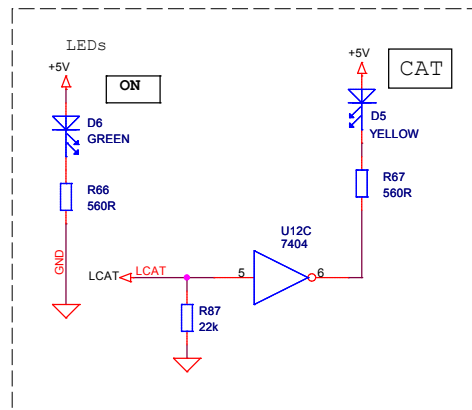 LEDs
+5V
ON
D6
GREEN
R66
560R
GND
+5V
CAT
D5
YELLOW
R67
560R
U12C
7404
LCAT
LCAT
5
6
R87
22k